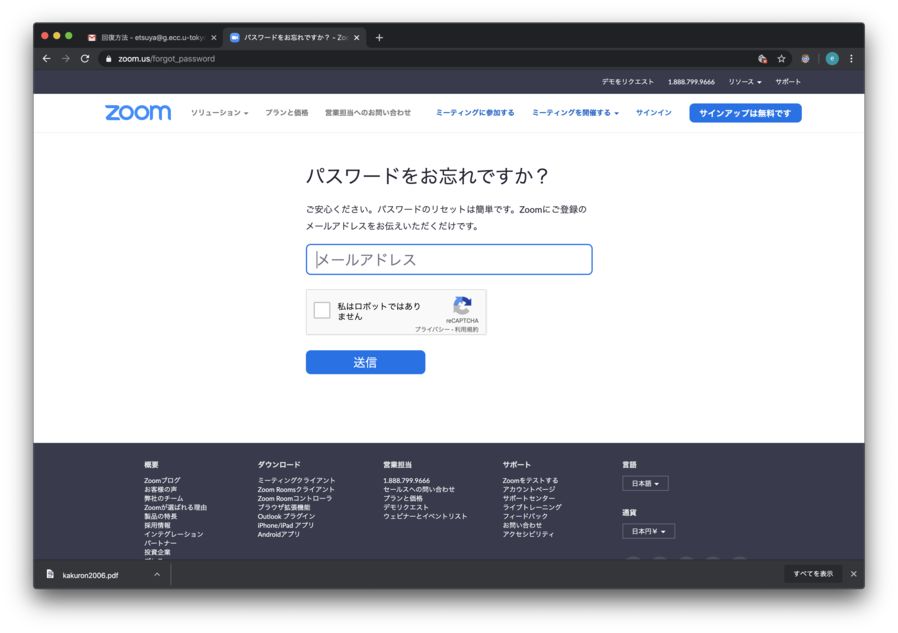 回復方法 - etsuya@g.ecc.u-toky
パスワードをお忘れですか？ - Zo
zoom.us/forgot_password
e
デモをリクエスト 1.888.799.9666 リソース サポート
zoom ソリューション プランと価格 営業担当へのお問い合わせ ミーティングに参加する ミーティングを開催する サインイン サインアップは無料です
パスワードをお忘れですか？
ご安心ください。パスワードのリセットは簡単です。Zoomにご登録の
メールアドレスをお伝えいただくだけです。
メールアドレス
私はロボットではあり
ません
reCAPTCHA
プライバシー - 利用規約
送信
概要
Zoomブログ
お客様の声
弊社のチーム
Zoomが選ばれる理由
製品の特長
採用情報
インテグレーション
パートナー
投資企業
ダウンロード
ミーティングクライアント
Zoom Roomsクライアント
Zoom Roomコントローラ
ブラウザ拡張機能
Outlook プラグイン
iPhone/iPad アプリ
Androidアプリ
営業担当
1.888.799.9666
セールスへの問い合わせ
プランと価格
デモリクエスト
ウェビナーとイベントリスト
サポート
Zoomをテストする
アカウントページ
サポートセンター
ライブトレーニング
フィードバック
お問い合わせ
アクセシビリティ
言語
日本語
通貨
日本円¥
kakuron2006.pdf
すべてを表示